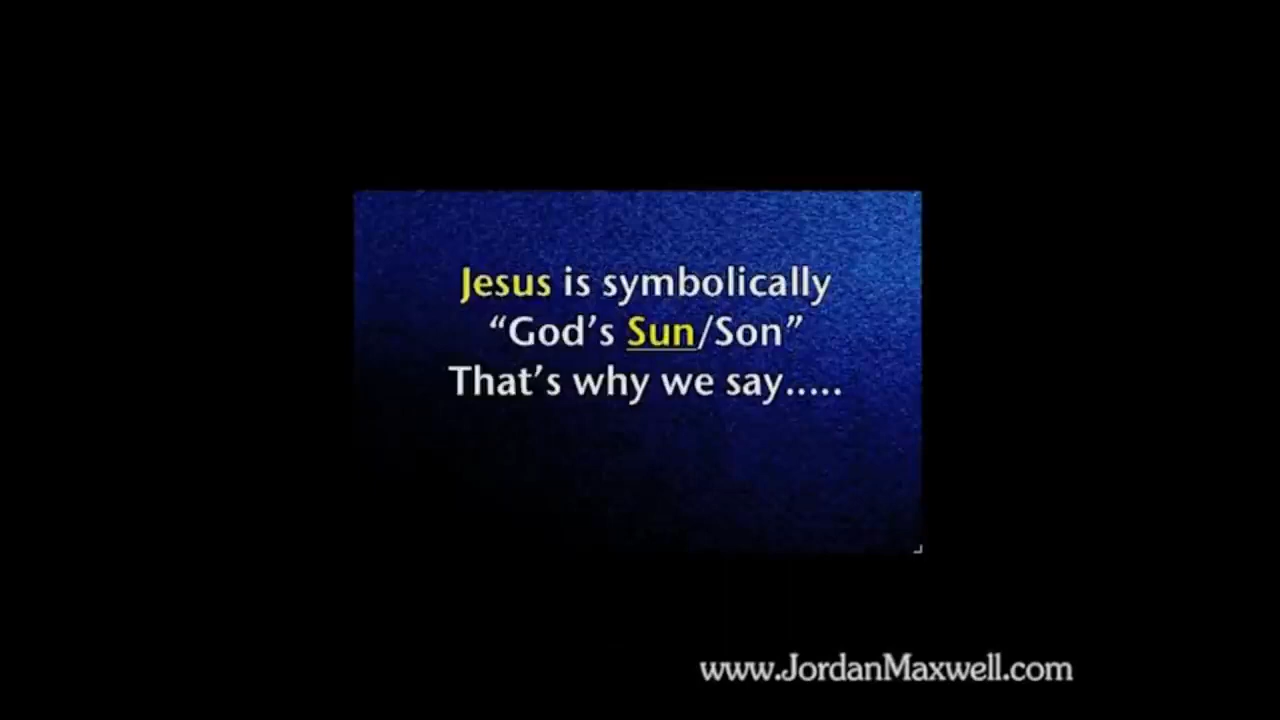 Jesus is symbolically
“God’s Sun/Son”
That’s why we say.....
www.JordanMaxwell.com